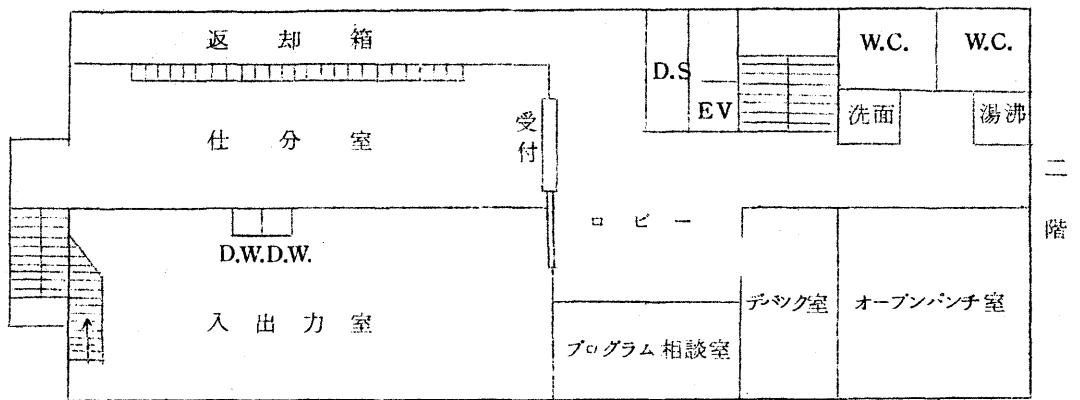 返却箱
W.C.
W.C.
D.S
EV
洗面
湯沸
仕分室
受付
二階
ロビー
D.W.D.W.
デバック室
オープンパンチ室
入出力室
プログラム相談室